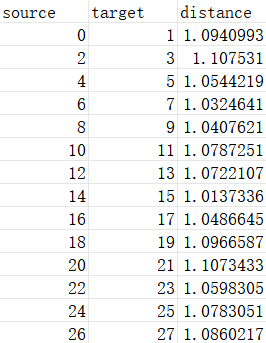 source target distance
0 1 1.0940993
2 3 1.107531
4 5 1.0544219
6 7 1.0324641
8 9 1.0407621
10 11 1.0787251
12 13 1.0722107
14 15 1.0137336
16 17 1.0486645
18 19 1.0966587
20 21 1.1073433
22 23 1.0598305
24 25 1.0783051
26 27 1.0860217